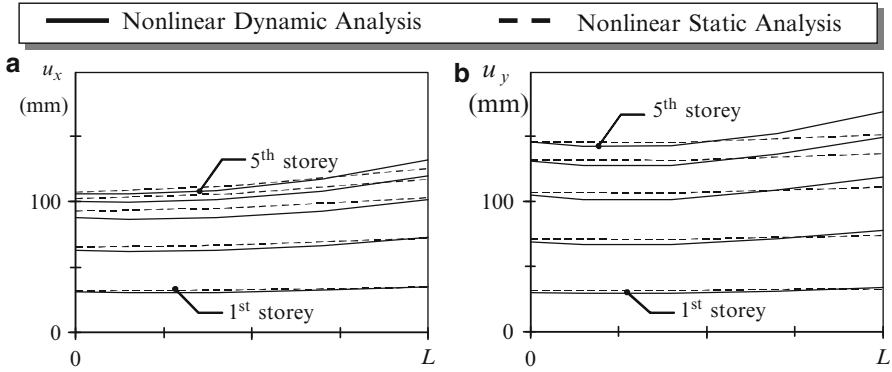 Nonlinear Dynamic Analysis Nonlinear Static Analysis
a
u_x
(mm)
5th storey
100
1st storey
0
0 L
b
u_y
(mm)
5th storey
100
1st storey
0
0 L